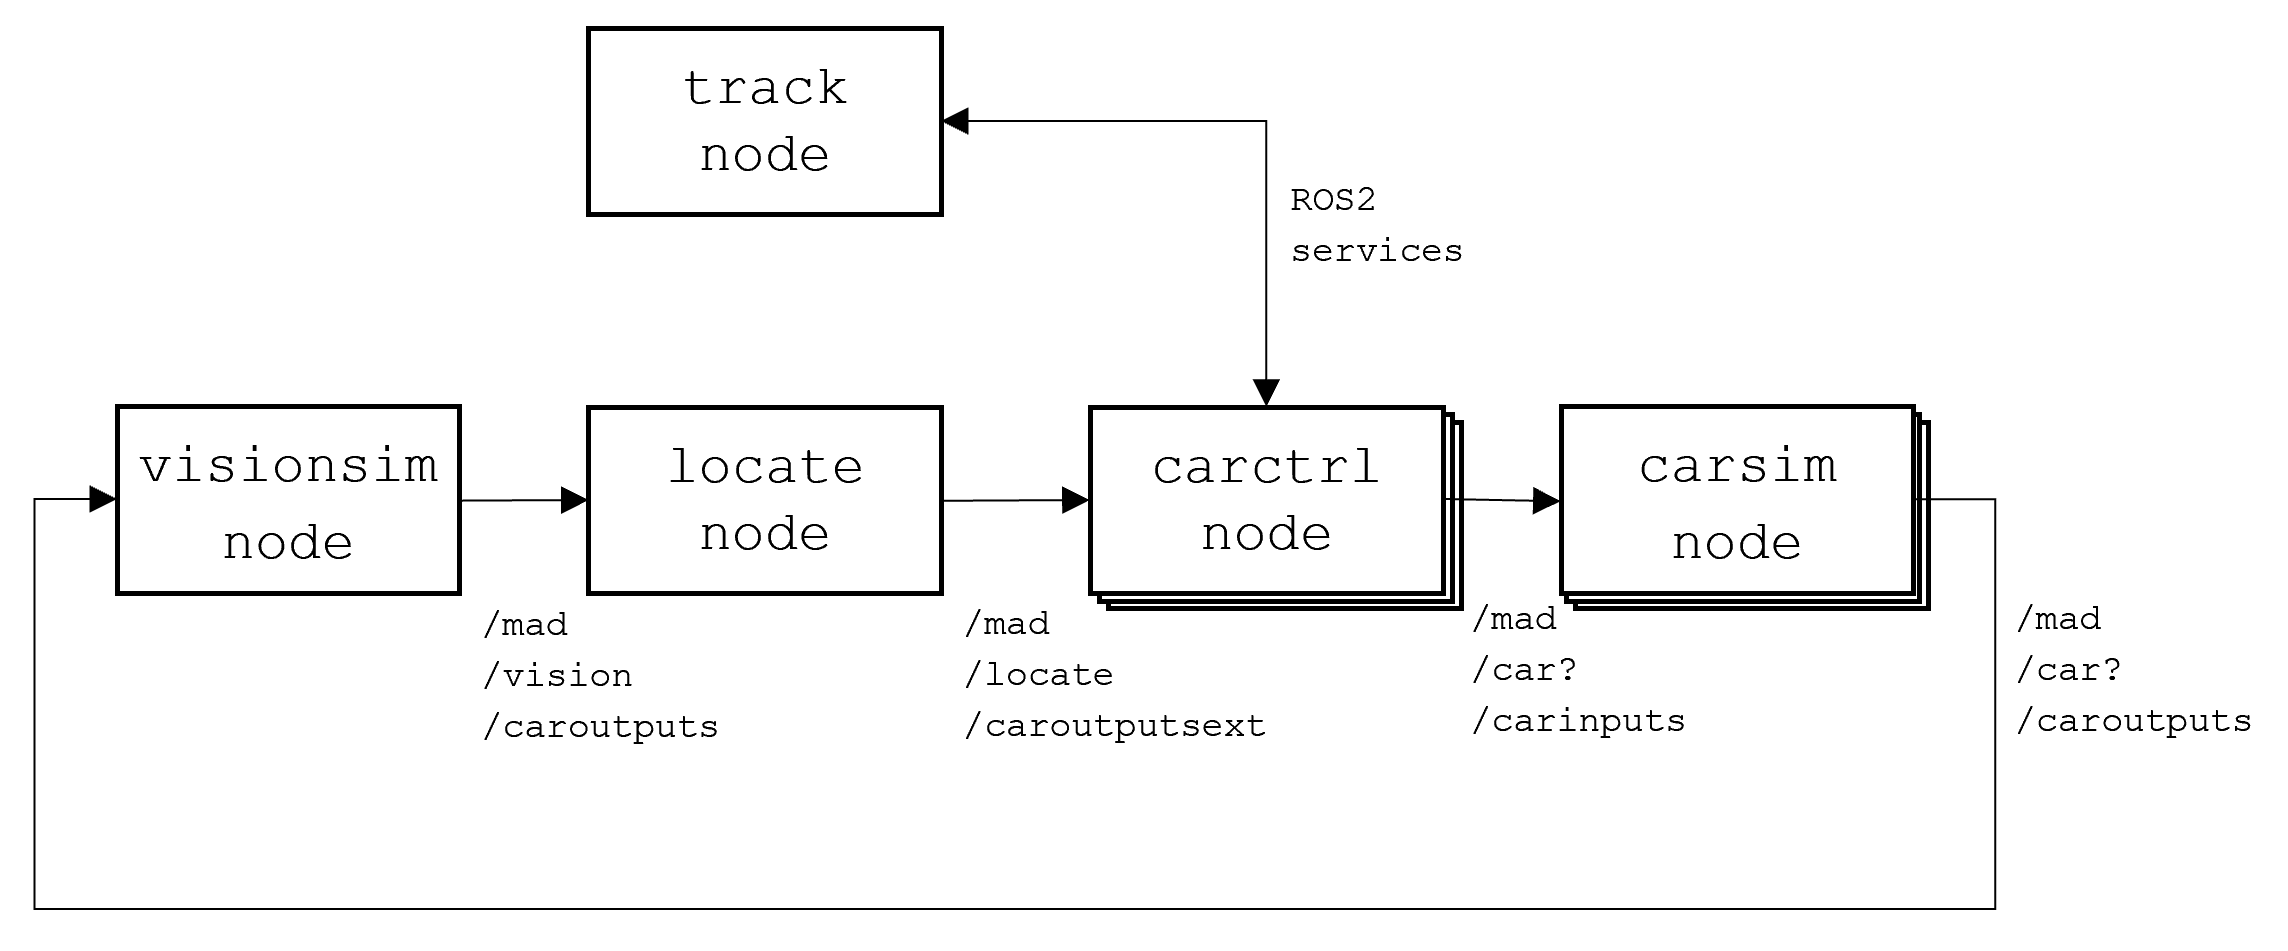 track
node
ROS2
services
visionsim
node
locate
node
carctrl
node
carsim
node
/mad
/vision
/caroutputs
/mad
/locate
/caroutputsext
/mad
/car?
/carinputs
/mad
/car?
/caroutputs